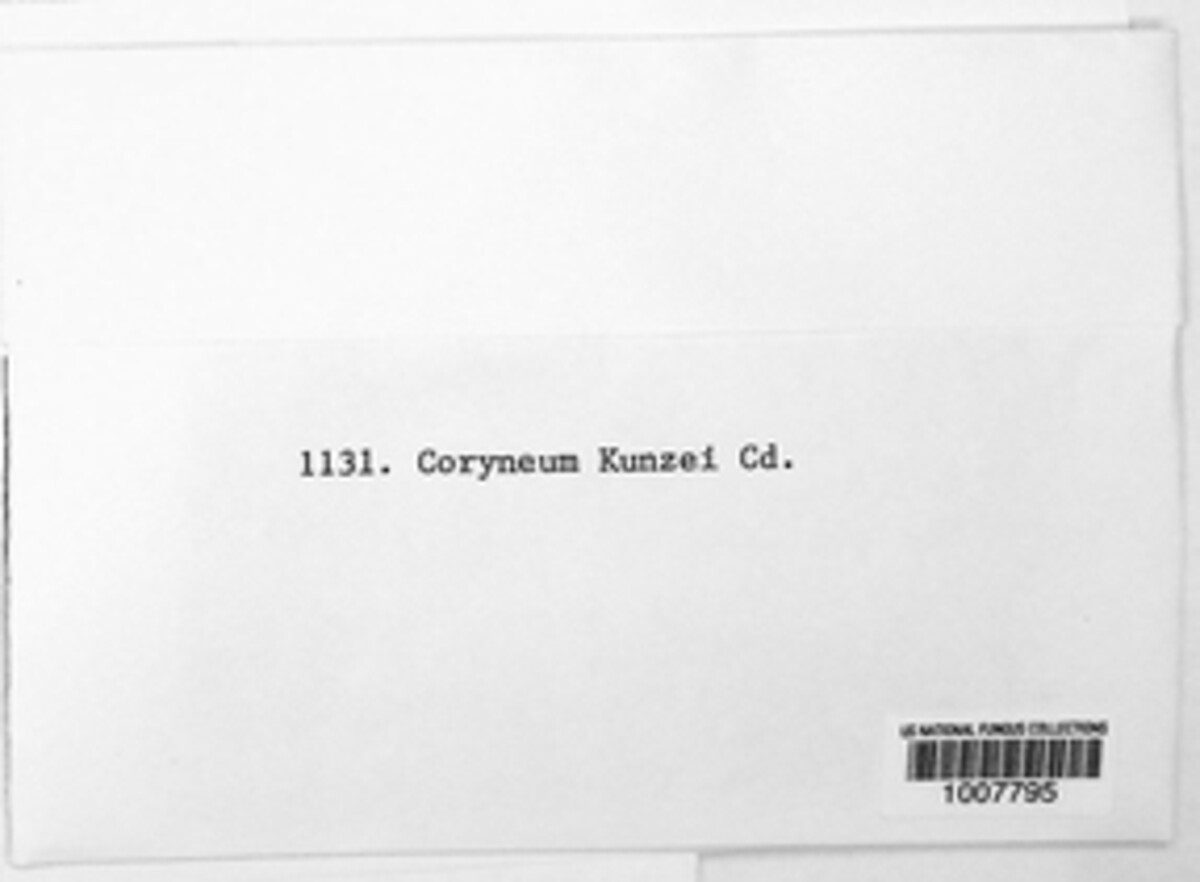 1131. Coryneum Kunzei Cd.
US NATIONAL FUNGUS COLLECTIONS
1007795